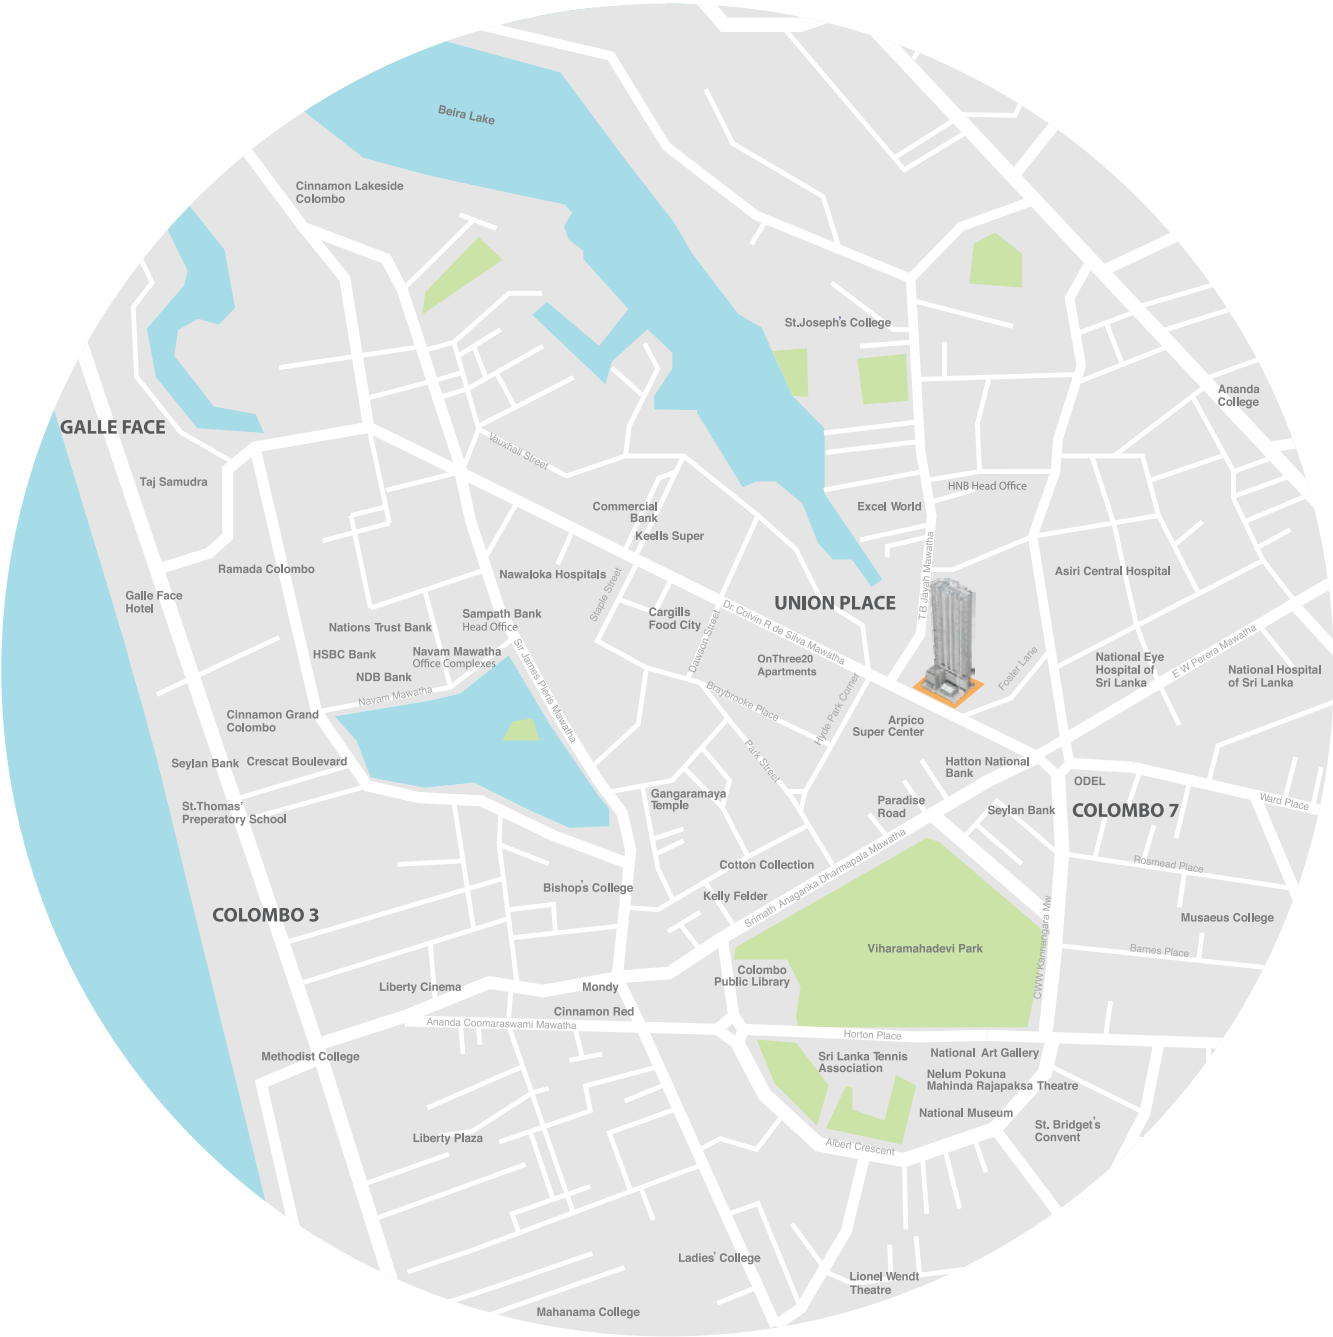 Beira Lake
Cinnamon Lakeside
Colombo
St.Joseph's College
Ananda
College
GALLE FACE
Vauxhall Street
Taj Samudra
HNB Head Office
Commercial
Bank
Excel World
Keells Super
T B Jayah Mawatha
Ramada Colombo
Nawaloka Hospitals
Asiri Central Hospital
Galle Face
Hotel
Staple Street
UNION PLACE
Sampath Bank
Head Office
Cargills
Food City
Dr. Colvin R de Silva Mawatha
Nations Trust Bank
Dawson Street
Sir James Pieris Mawatha
HSBC Bank
Navam Mawatha
Office Complexes
OnThree20
Apartments
Foster Lane
National Eye
Hospital of
Sri Lanka
E W Perera Mawatha
National Hospital
of Sri Lanka
NDB Bank
Navam Mawatha
Braybrooke Place
Hyde Park Corner
Cinnamon Grand
Colombo
Arpico
Super Center
Park Street
Seylan Bank
Crescat Boulevard
Hatton National
Bank
ODEL
St.Thomas'
Preperatory School
Gangaramaya
Temple
Paradise
Road
Seylan Bank
COLOMBO 7
Ward Place
Cotton Collection
Srimath Anaganka Dharmapala Mawatha
Rosmead Place
Bishop's College
Kelly Felder
COLOMBO 3
Musaeus College
Viharamahadevi Park
CWW Kannangara Mw
Barnes Place
Colombo
Public Library
Liberty Cinema
Mondy
Cinnamon Red
Ananda Coomaraswami Mawatha
Horton Place
Methodist College
Sri Lanka Tennis
Association
National Art Gallery
Nelum Pokuna
Mahinda Rajapaksa Theatre
National Museum
Liberty Plaza
St. Bridget's
Convent
Albert Crescent
Ladies' College
Lionel Wendt
Theatre
Mahanama College